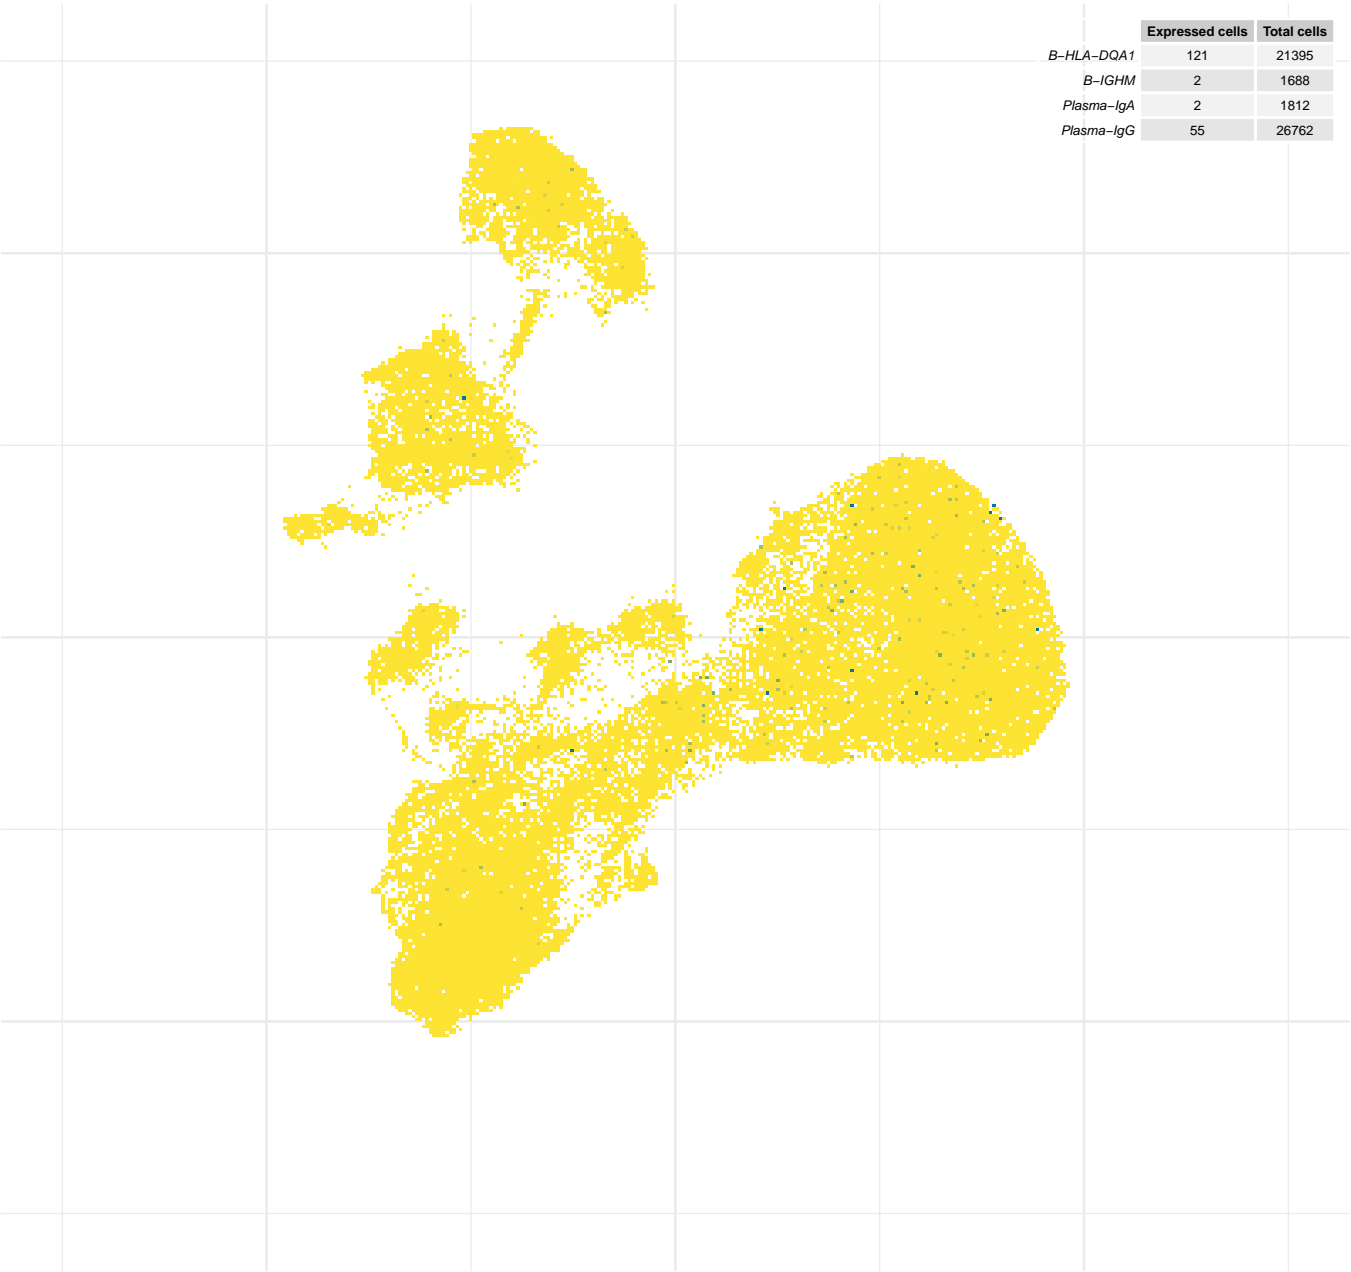 Expressed cells Total cells
B−HLA−DQA1 121 21395
B−IGHM 2 1688
Plasma−IgA 2 1812
Plasma−IgG 55 26762